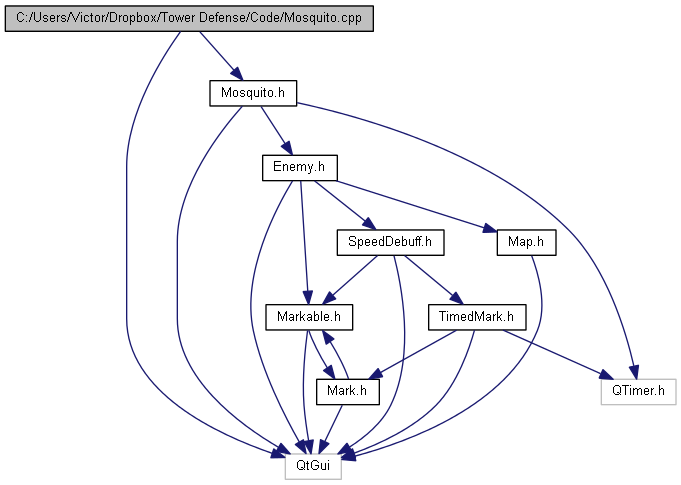 C:/Users/Victor/Dropbox/Tower Defense/Code/Mosquito.cpp
Mosquito.h
Enemy.h
SpeedDebuff.h
Map.h
Markable.h
TimedMark.h
Mark.h
QTimer.h
QtGui